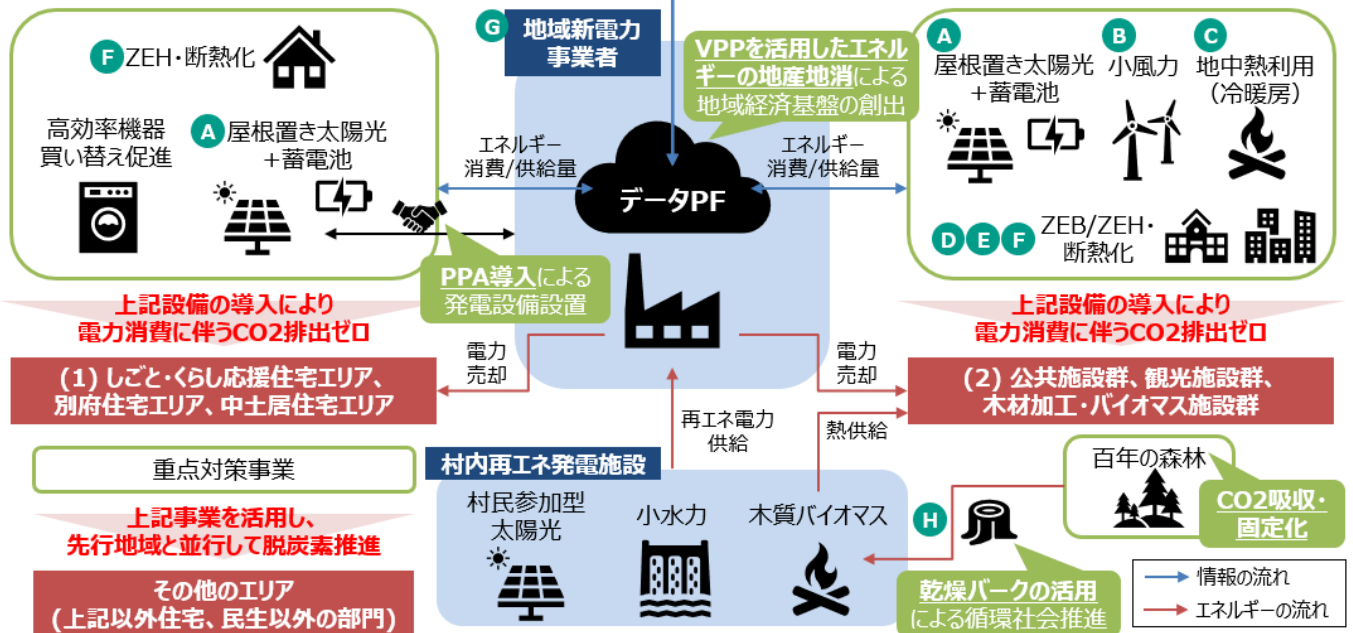 F ZEH・断熱化
高効率機器
買い替え促進
A 屋根置き太陽光
+蓄電池
G 地域新電力
事業者
VPPを活用したエネル
ギーの地産地消による
地域経済基盤の創出
エネルギー
消費/供給量
データPF
エネルギー
消費/供給量
PPA導入による
発電設備設置
A
屋根置き太陽光
+蓄電池
B
小風力
C
地中熱利用
(冷暖房)
D E F ZEB/ZEH・
断熱化
上記設備の導入により
電力消費に伴うCO2排出ゼロ
(1) しごと・くらし応援住宅エリア、
別府住宅エリア、中土居住宅エリア
電力
売却
電力
売却
上記設備の導入により
電力消費に伴うCO2排出ゼロ
(2) 公共施設群、観光施設群、
木材加工・バイオマス施設群
再エネ電力
供給
熱供給
重点対策事業
上記事業を活用し、
先行地域と並行して脱炭素推進
その他のエリア
(上記以外住宅、民生以外の部門)
村内再エネ発電施設
村民参加型
太陽光
小水力
木質バイオマス
H
百年の森林
CO2吸収・
固定化
乾燥バークの活用
による循環社会推進
情報の流れ
エネルギーの流れ